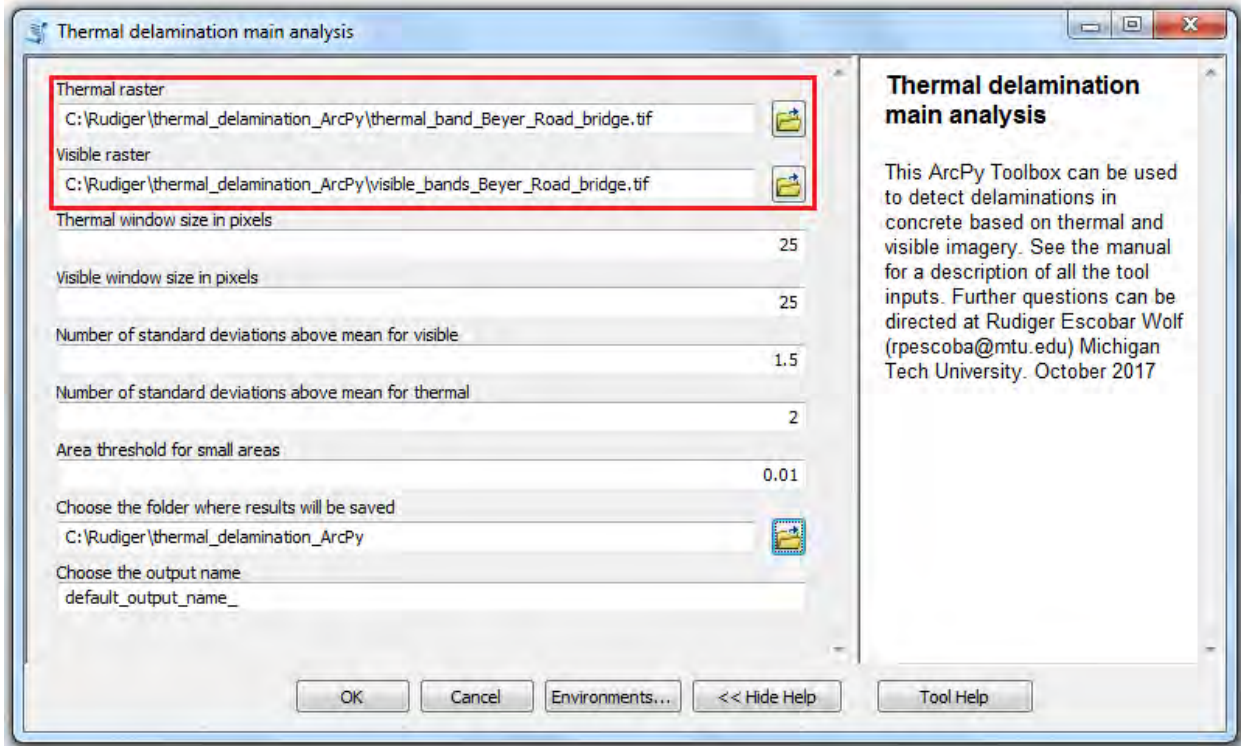 Thermal delamination main analysis
Thermal raster
C:\Rudiger\thermal_delamination_ArcPy\thermal_band_Beyer_Road_bridge.tif
Visible raster
C:\Rudiger\thermal_delamination_ArcPy\visible_bands_Beyer_Road_bridge.tif
Thermal window size in pixels
25
Visible window size in pixels
25
Number of standard deviations above mean for visible
1.5
Number of standard deviations above mean for thermal
2
Area threshold for small areas
0.01
Choose the folder where results will be saved
C:\Rudiger\thermal_delamination_ArcPy
Choose the output name
default_output_name_
OK
Cancel
Environments...
<< Hide Help
Thermal delamination
main analysis
This ArcPy Toolbox can be used
to detect delaminations in
concrete based on thermal and
visible imagery. See the manual
for a description of all the tool
inputs. Further questions can be
directed at Rudiger Escobar Wolf
(rpescoba@mtu.edu) Michigan
Tech University. October 2017
Tool Help